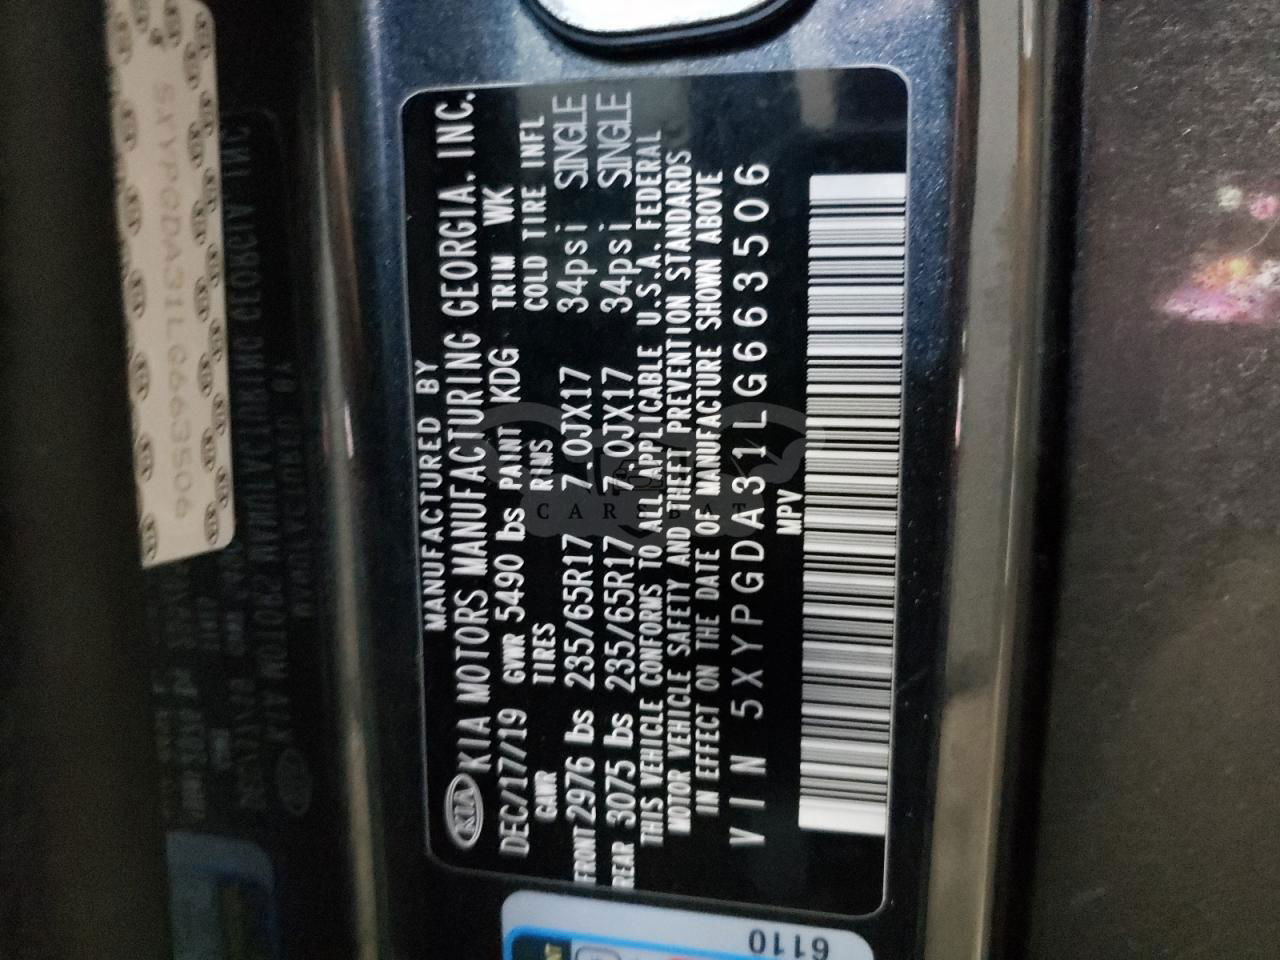 MANUFACTURED BY
KIA KIA MOTORS MANUFACTURING GEORGIA, INC.
DEC/17/19 GVWR 5490 lbs PAINT KDG TRIM WK
GAWR TIRES RIMS COLD TIRE INFL
FRONT 2976 lbs 235/65R17 7.0JX17 34psi SINGLE
REAR 3075 lbs 235/65R17 7.0JX17 34psi SINGLE
THIS VEHICLE CONFORMS TO ALL APPLICABLE U.S.A. FEDERAL
MOTOR VEHICLE SAFETY AND THEFT PREVENTION STANDARDS
IN EFFECT ON THE DATE OF MANUFACTURE SHOWN ABOVE
VIN 5XYPGDA31LG663506
MPV
5XYPGDA31LG663506
6110
CARSBAT